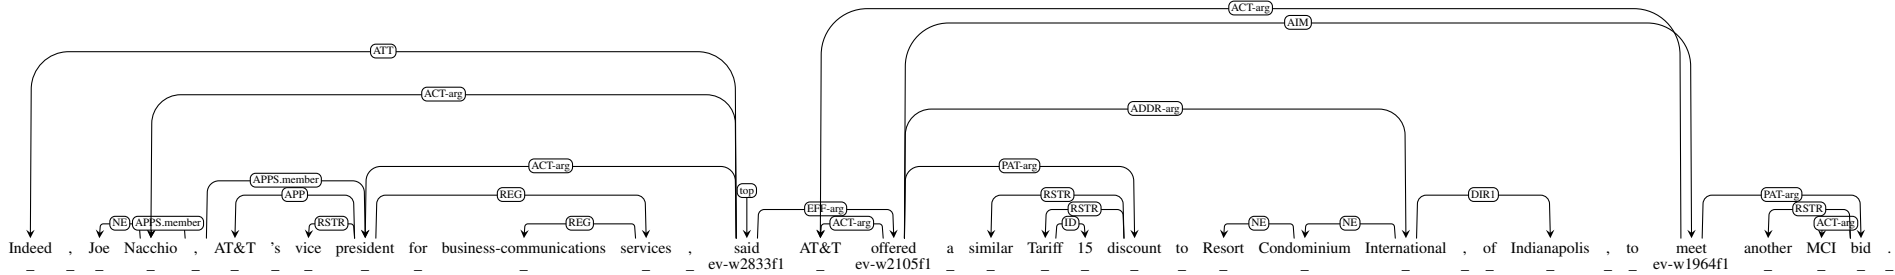 ACT-arg
AIM
ATT
ACT-arg
ADDR-arg
ACT-arg PAT-arg
APPS.member top
APP REG RSTR DIR1 PAT-arg
EFF-arg RSTR RSTR
NE APPS.member RSTR REG ACT-arg ID NE NE ACT-arg
Indeed , Joe Nacchio , AT&T 's vice president for business-communications services , said AT&T offered a similar Tariff 15 discount to Resort Condominium International , of Indianapolis , to meet another MCI bid .
_ _ _ _ _ _ _ _ _ _ _ _ _ ev-w2833f1 _ ev-w2105f1 _ _ _ _ _ _ _ _ _ _ _ _ _ _ ev-w1964f1 _ _ _ _